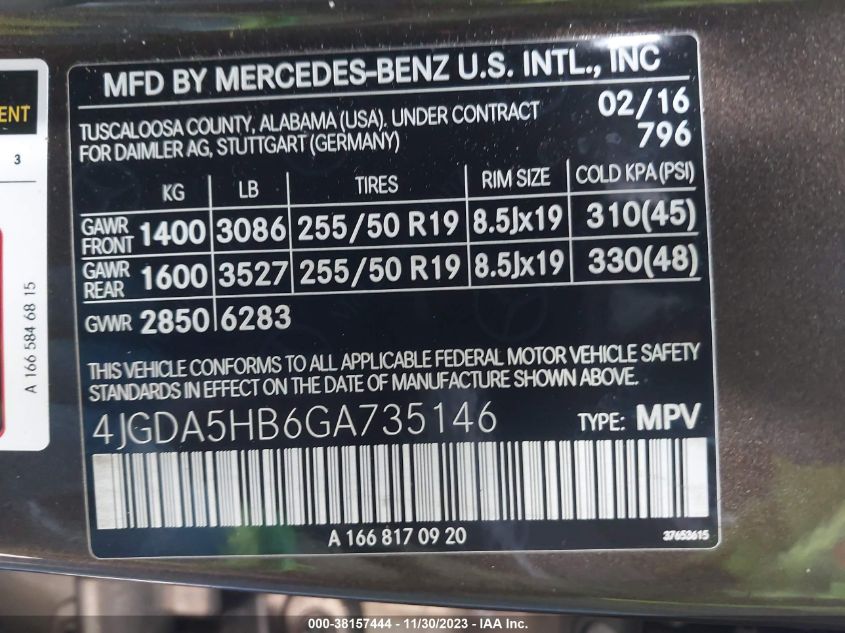 ENT
3
A 166 584 68 15
MFD BY MERCEDES-BENZ U.S. INTL., INC
TUSCALOOSA COUNTY, ALABAMA (USA). UNDER CONTRACT
FOR DAIMLER AG, STUTTGART (GERMANY)
02/16
796
KG LB TIRES RIM SIZE COLD KPA (PSI)
GAWR FRONT 1400 3086 255/50 R19 8.5Jx19 310(45)
GAWR REAR 1600 3527 255/50 R19 8.5Jx19 330(48)
GVWR 2850 6283
THIS VEHICLE CONFORMS TO ALL APPLICABLE FEDERAL MOTOR VEHICLE SAFETY
STANDARDS IN EFFECT ON THE DATE OF MANUFACTURE SHOWN ABOVE.
4JGDA5HB6GA735146 TYPE: MPV
A 166 817 09 20 37653615
000-38157444 - 11/30/2023 - IAA Inc.